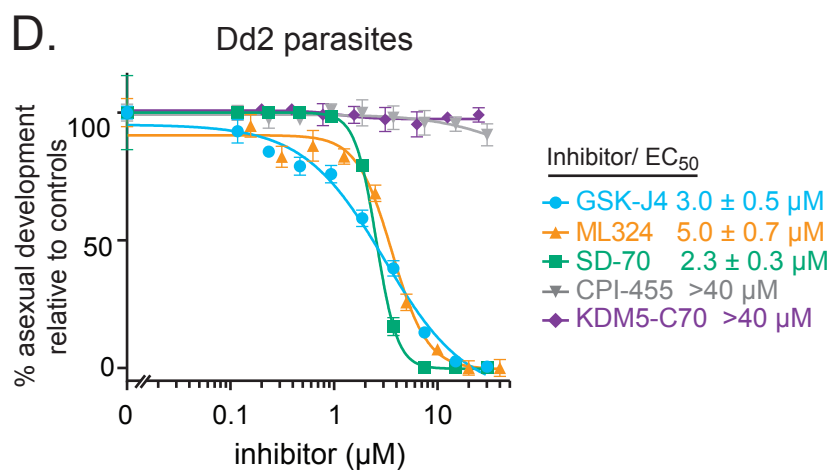 D.
Dd2 parasites
% asexual development
relative to controls
100
50
0
0
0.1
1
10
inhibitor (µM)
Inhibitor/ EC50
GSK-J4 3.0 ± 0.5 µM
ML324 5.0 ± 0.7 µM
SD-70 2.3 ± 0.3 µM
CPI-455 >40 µM
KDM5-C70 >40 µM